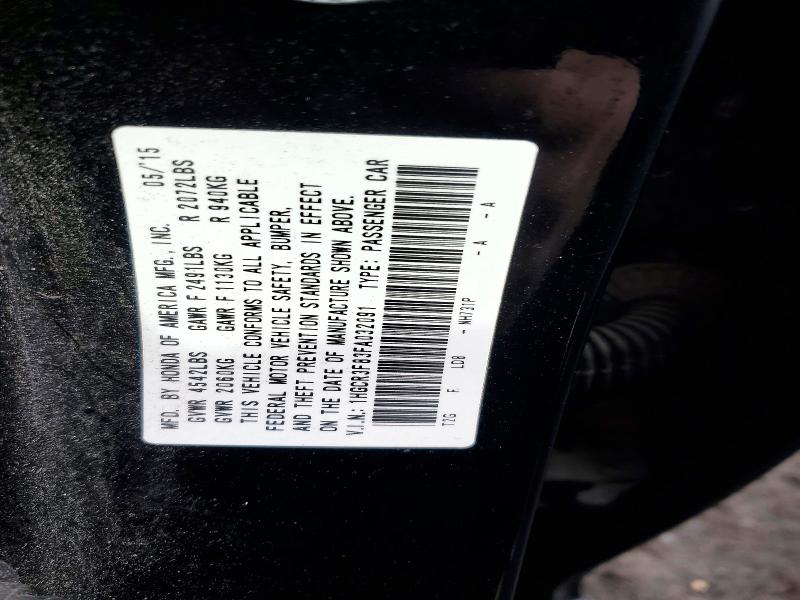 MFD. BY HONDA OF AMERICA MFG., INC. 05/'15
GVWR 4542LBS GAWR F 2491LBS R 2072LBS
GVWR 2061KG GAWR F 1130KG R 940KG
THIS VEHICLE CONFORMS TO ALL APPLICABLE
FEDERAL MOTOR VEHICLE SAFETY, BUMPER,
AND THEFT PREVENTION STANDARDS IN EFFECT
ON THE DATE OF MANUFACTURE SHOWN ABOVE.
V.I.N.: 1HGCR3F83FA032091 TYPE: PASSENGER CAR
T2G F LD8 - NH731P - A - A